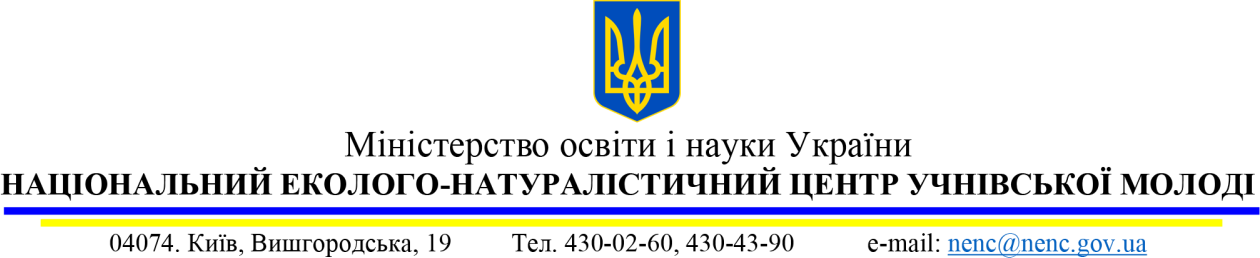 Міністерство освіти і науки України
НАЦІОНАЛЬНИЙ ЕКОЛОГО-НАТУРАЛІСТИЧНИЙ ЦЕНТР УЧНІВСЬКОЇ МОЛОДІ
04074. Київ, Вишгородська, 19 Тел. 430-02-60, 430-43-90 e-mail: nenc@nenc.gov.ua